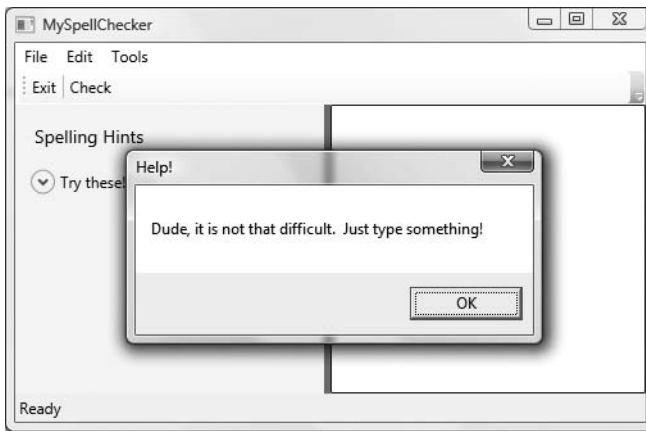 MySpellChecker
File Edit Tools
Exit Check
Spelling Hints
Try these!
Help!
Dude, it is not that difficult. Just type something!
OK
Ready